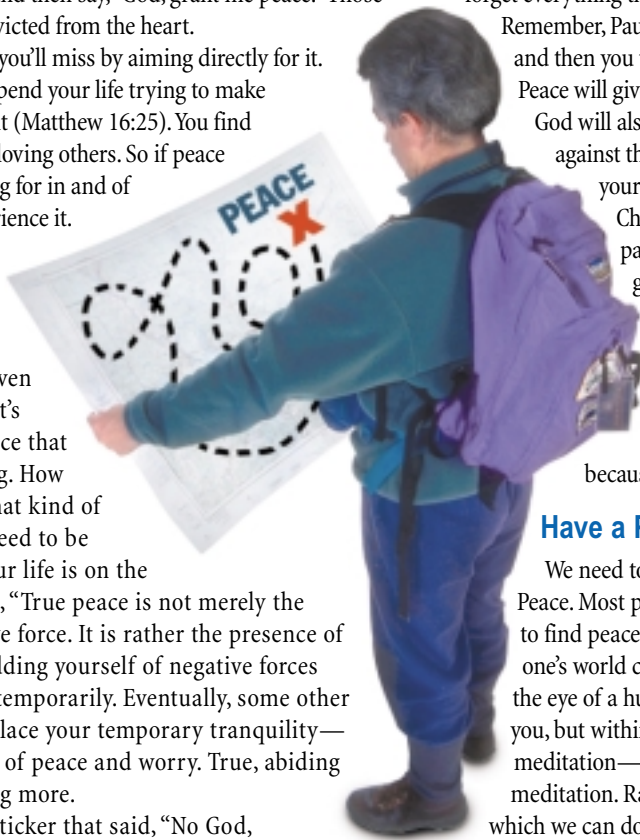 nd then say, “God, grant me peace.” Those
victed from the heart.
you’ll miss by aiming directly for it.
pend your life trying to make
t (Matthew 16:25). You find
loving others. So if peace
g for in and of
ience it.
ven
t’s
ce that
g. How
hat kind of
eed to be
ur life is on the
, “True peace is not merely the
ve force. It is rather the presence of
dding yourself of negative forces
temporarily. Eventually, some other
lace your temporary tranquility—
of peace and worry. True, abiding
g more.
ticker that said, “No God,
PEACE
X
forget everything th
Remember, Pau
and then you
Peace will giv
God will als
against th
your
Ch
pa
g
becau
Have a P
We need to
Peace. Most p
to find peace
one’s world c
the eye of a hu
you, but withi
meditation—
meditation. Ra
which we can do